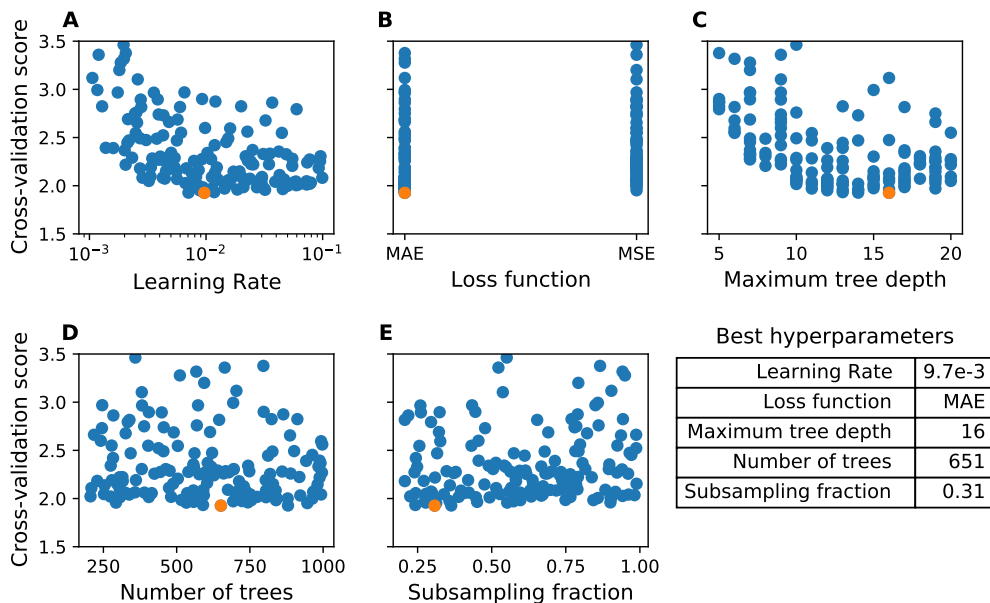 A
B
C
Cross-validation score
3.5
3.0
2.5
2.0
1.5
10⁻³
10⁻²
10⁻¹
Learning Rate
MAE
MSE
Loss function
5
10
15
20
Maximum tree depth
D
E
Cross-validation score
3.5
3.0
2.5
2.0
1.5
250
500
750
1000
Number of trees
0.25
0.50
0.75
1.00
Subsampling fraction
Best hyperparameters
Learning Rate 9.7e-3
Loss function MAE
Maximum tree depth 16
Number of trees 651
Subsampling fraction 0.31